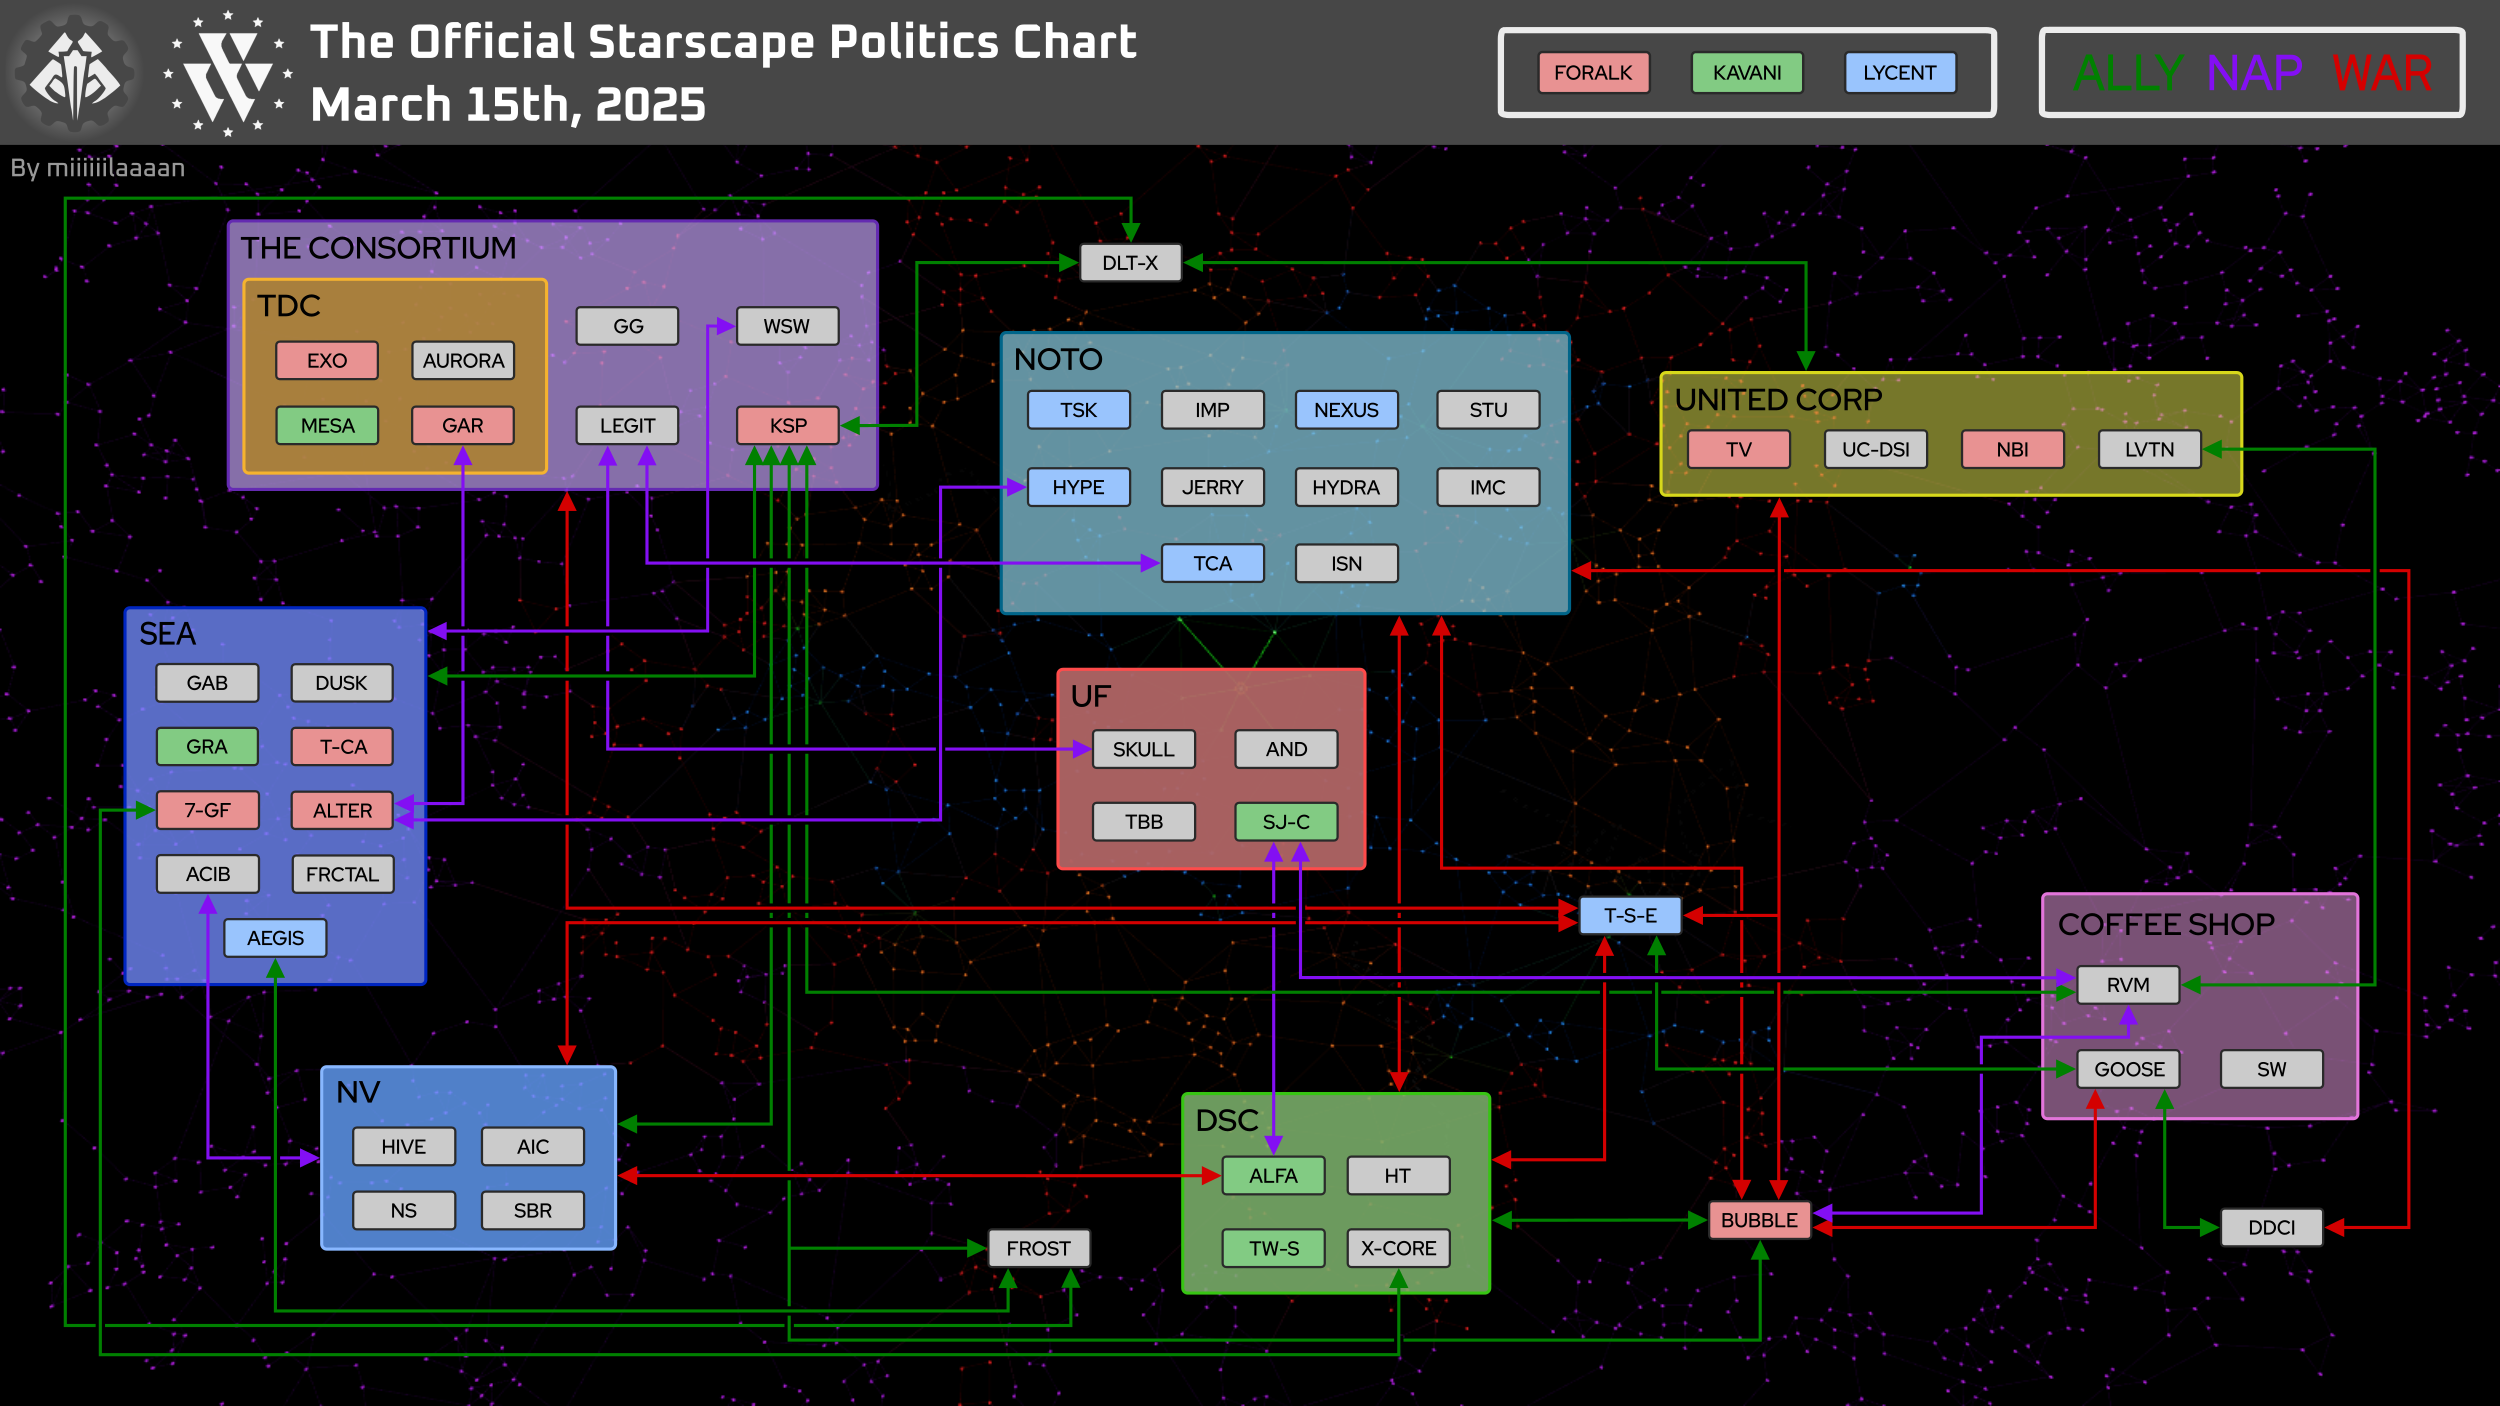 The Official Starscape Politics Chart
March 15th, 2025
FORALK KAVANI LYCENT
ALLY NAP WAR
By miiiiiilaaaan
THE CONSORTIUM
TDC
EXO AURORA
MESA GAR
GG WSW
LEGIT KSP
DLT-X
NOTO
TSK IMP NEXUS STU
HYPE JERRY HYDRA IMC
TCA ISN
UNITED CORP
TV UC-DSI NBI LVTN
SEA
GAB DUSK
GRA T-CA
7-GF ALTER
ACIB FRCTAL
AEGIS
UF
SKULL AND
TBB SJ-C
T-S-E
COFFEE SHOP
RVM
GOOSE SW
NV
HIVE AIC
NS SBR
FROST
DSC
ALFA HT
TW-S X-CORE
BUBBLE
DDCI